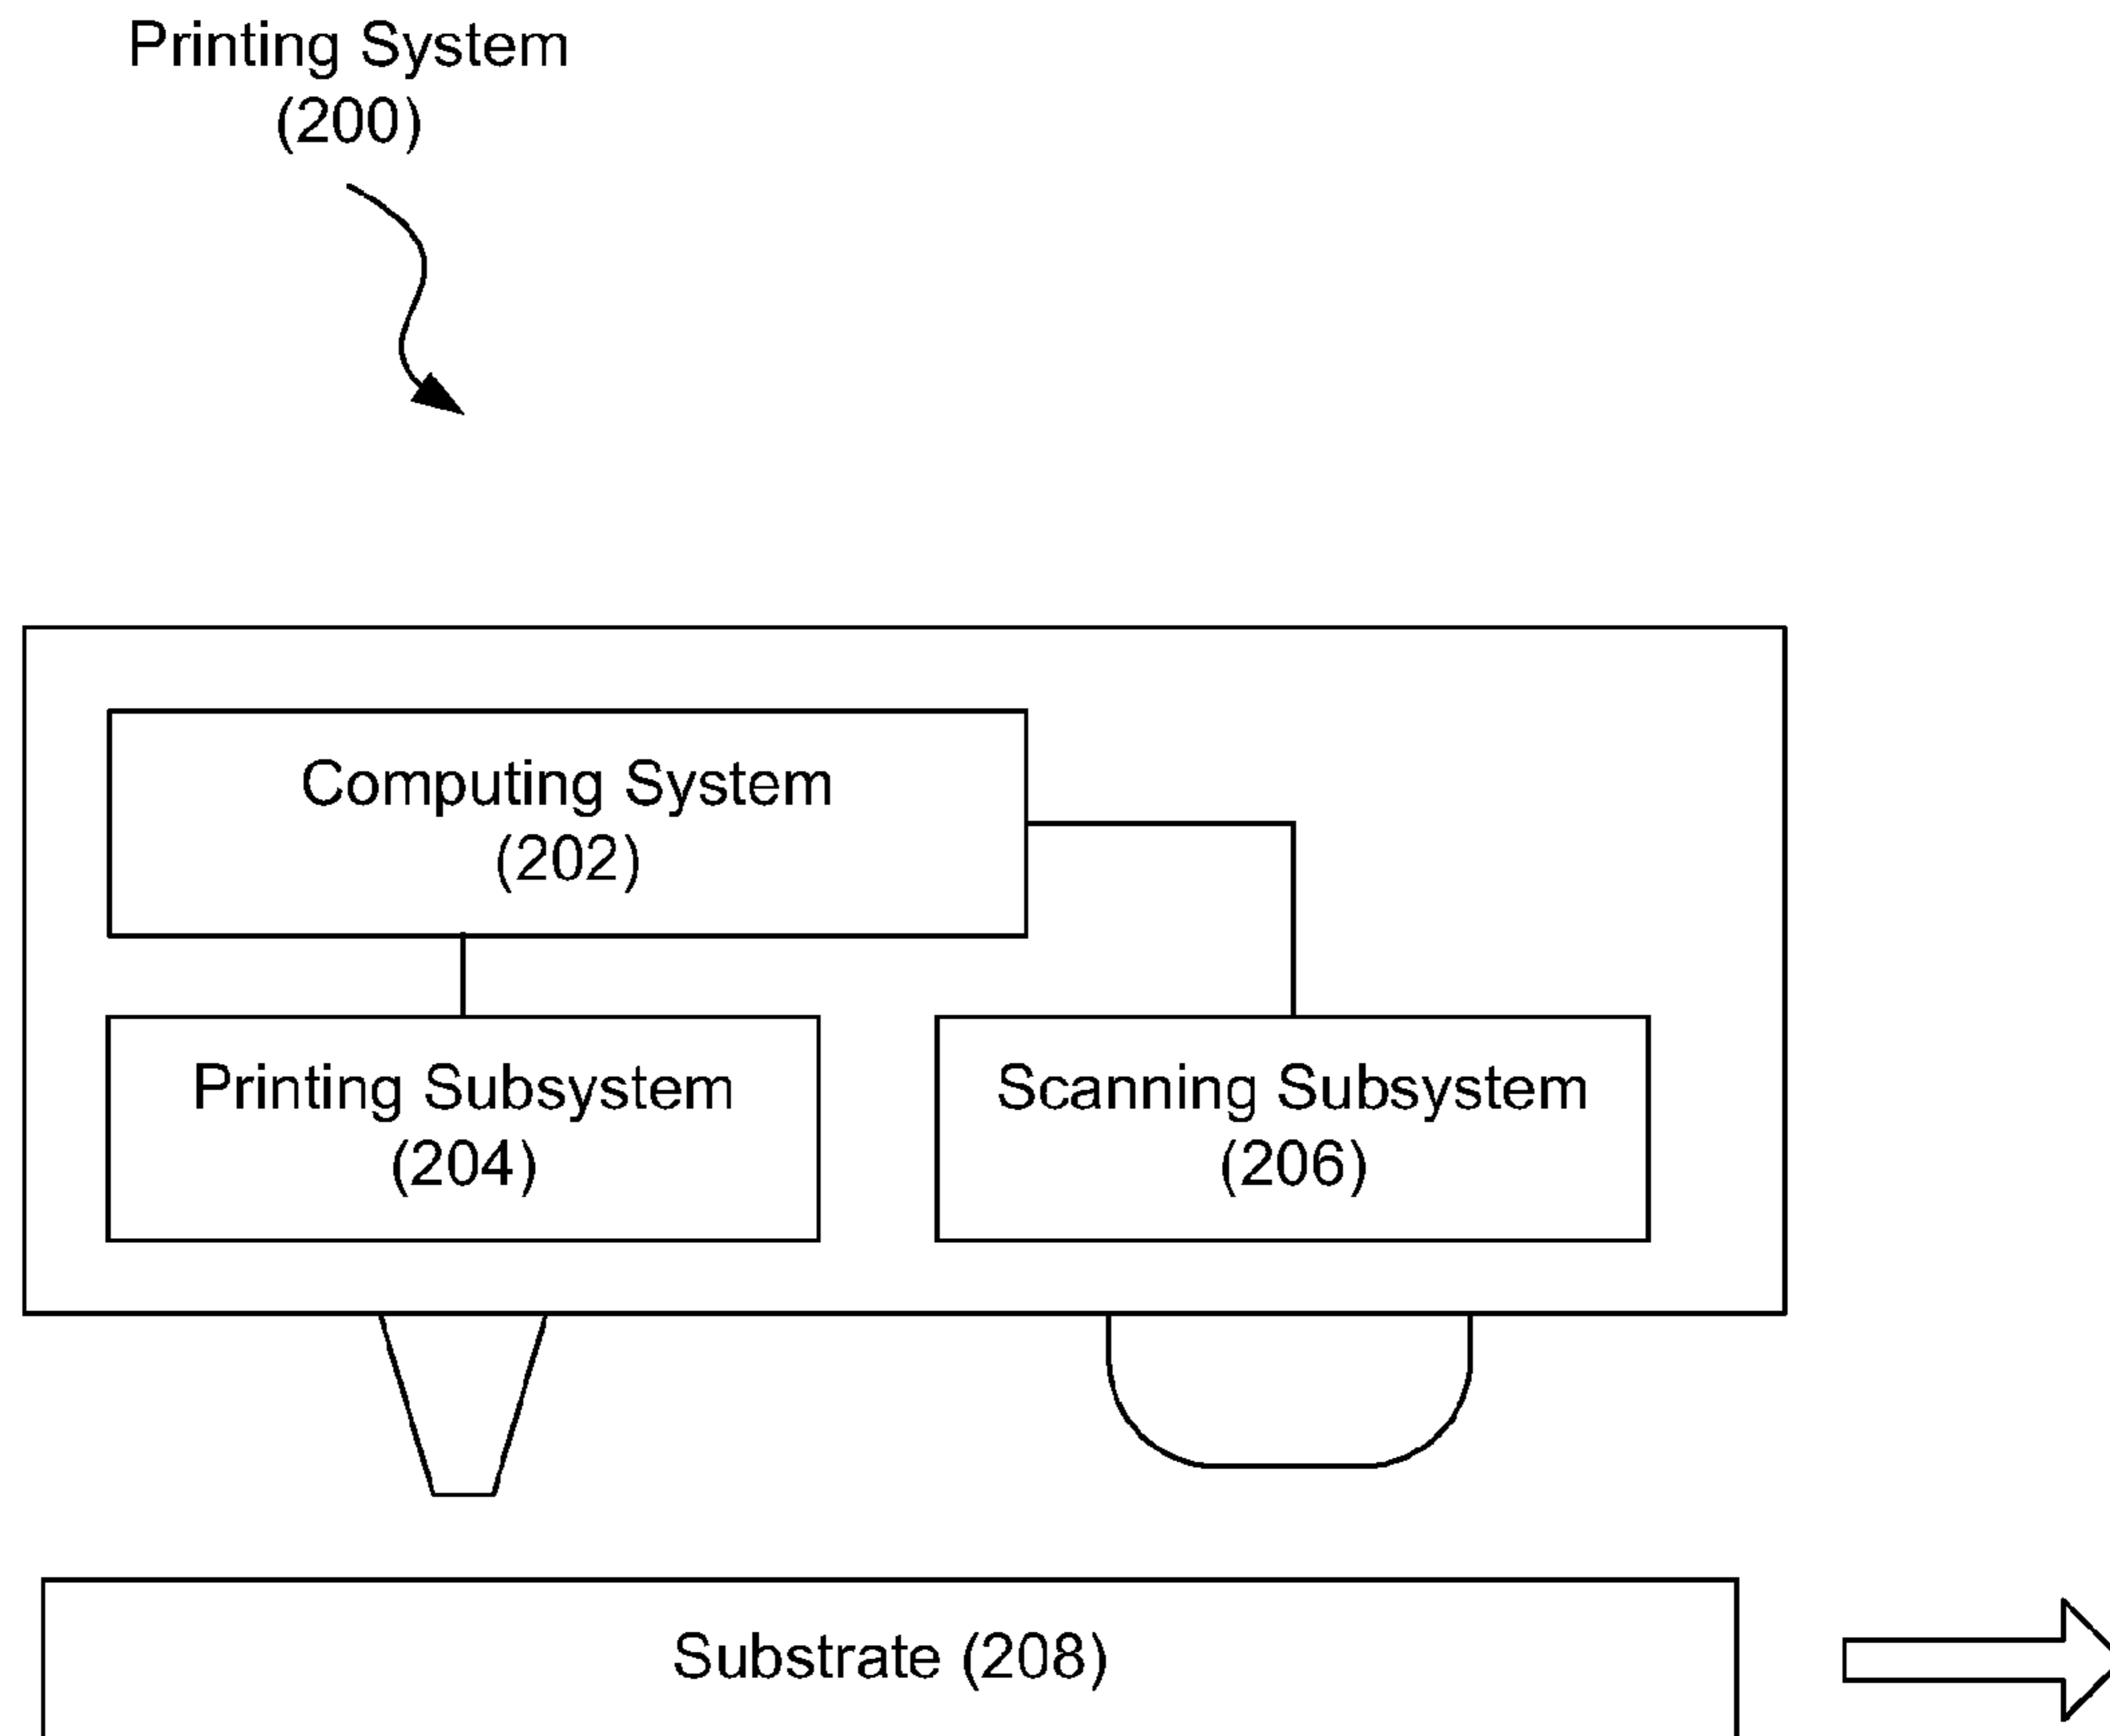 Printing System
(200)
Computing System
(202)
Printing Subsystem
(204)
Scanning Subsystem
(206)
Substrate (208)